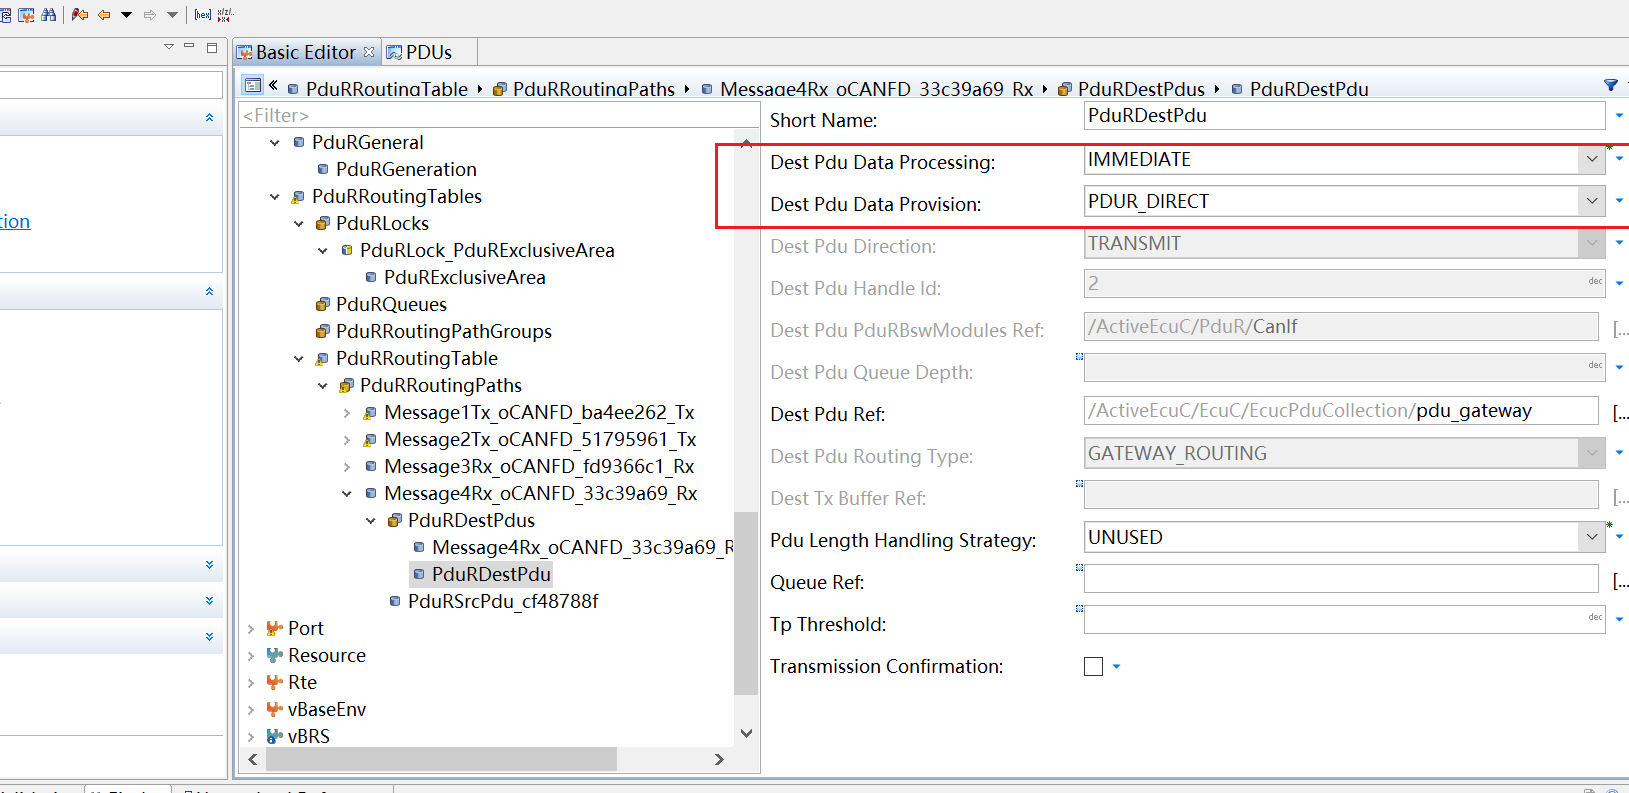 [hex]
Basic Editor
PDUs
« PduRRoutingTable PduRRoutingPaths Message4Rx_oCANFD_33c39a69_Rx PduRDestPdus PduRDestPdu
<Filter>
PduRGeneral
PduRGeneration
PduRRoutingTables
PduRLocks
PduRLock_PduRExclusiveArea
PduRExclusiveArea
PduRQueues
PduRRoutingPathGroups
PduRRoutingTable
PduRRoutingPaths
Message1Tx_oCANFD_ba4ee262_Tx
Message2Tx_oCANFD_51795961_Tx
Message3Rx_oCANFD_fd9366c1_Rx
Message4Rx_oCANFD_33c39a69_Rx
PduRDestPdus
Message4Rx_oCANFD_33c39a69_R
PduRDestPdu
PduRSrcPdu_cf48788f
Port
Resource
Rte
vBaseEnv
vBRS
tion
Short Name: PduRDestPdu
Dest Pdu Data Processing: IMMEDIATE
Dest Pdu Data Provision: PDUR_DIRECT
Dest Pdu Direction: TRANSMIT
Dest Pdu Handle Id: 2 dec
Dest Pdu PduRBswModules Ref: /ActiveEcuC/PduR/CanIf [...
Dest Pdu Queue Depth: dec
Dest Pdu Ref: /ActiveEcuC/EcuC/EcucPduCollection/pdu_gateway [...
Dest Pdu Routing Type: GATEWAY_ROUTING
Dest Tx Buffer Ref: [...
Pdu Length Handling Strategy: UNUSED
Queue Ref: [...
Tp Threshold: dec
Transmission Confirmation: